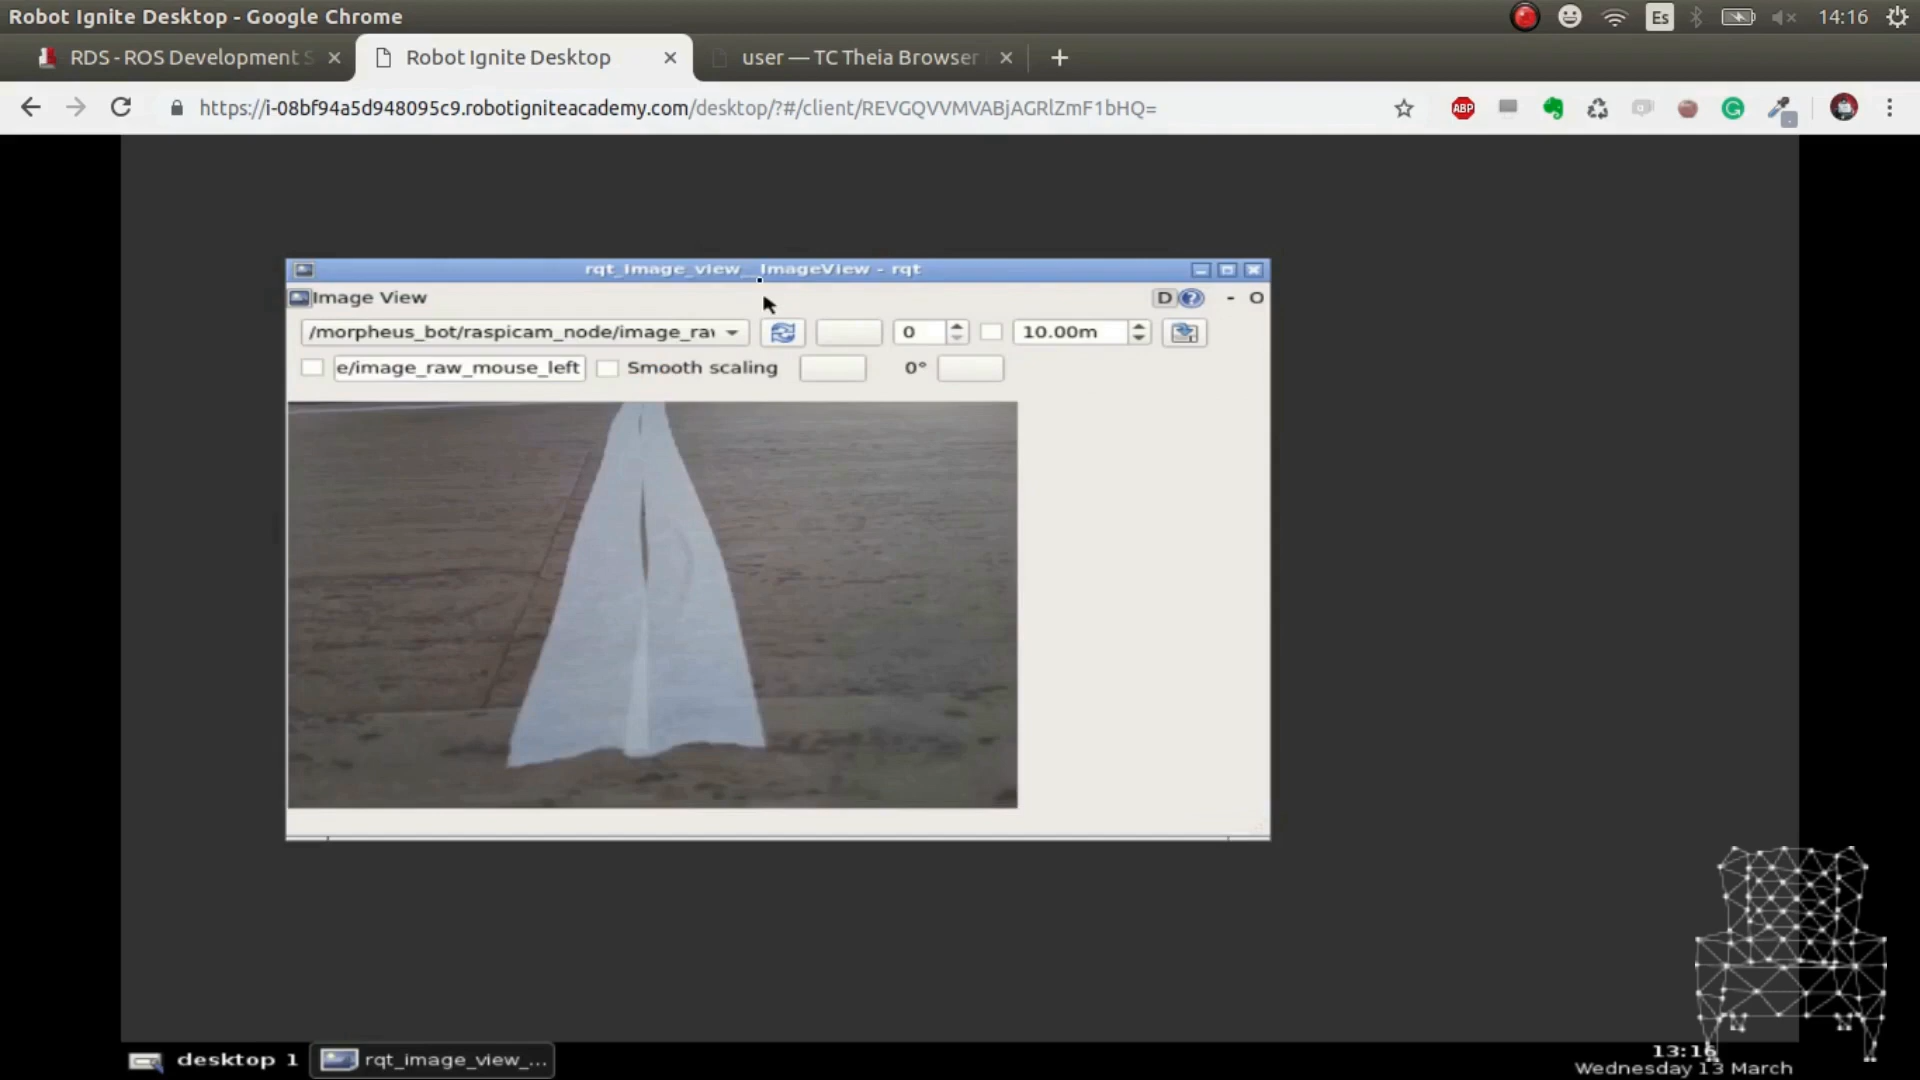 Robot Ignite Desktop - Google Chrome
Es
14:16
RDS - ROS Development S
Robot Ignite Desktop
user — TC Theia Browser
https://i-08bf94a5d948095c9.robotigniteacademy.com/desktop/?#/client/REVGQVVMVABjAGRlZmF1bHQ=
ABP
rqt_image_view__ImageView - rqt
Image View
D
- O
/morpheus_bot/raspicam_node/image_raw
0
10.00m
e/image_raw_mouse_left
Smooth scaling
0°
desktop 1
rqt_image_view_...
13:16
Wednesday 13 March